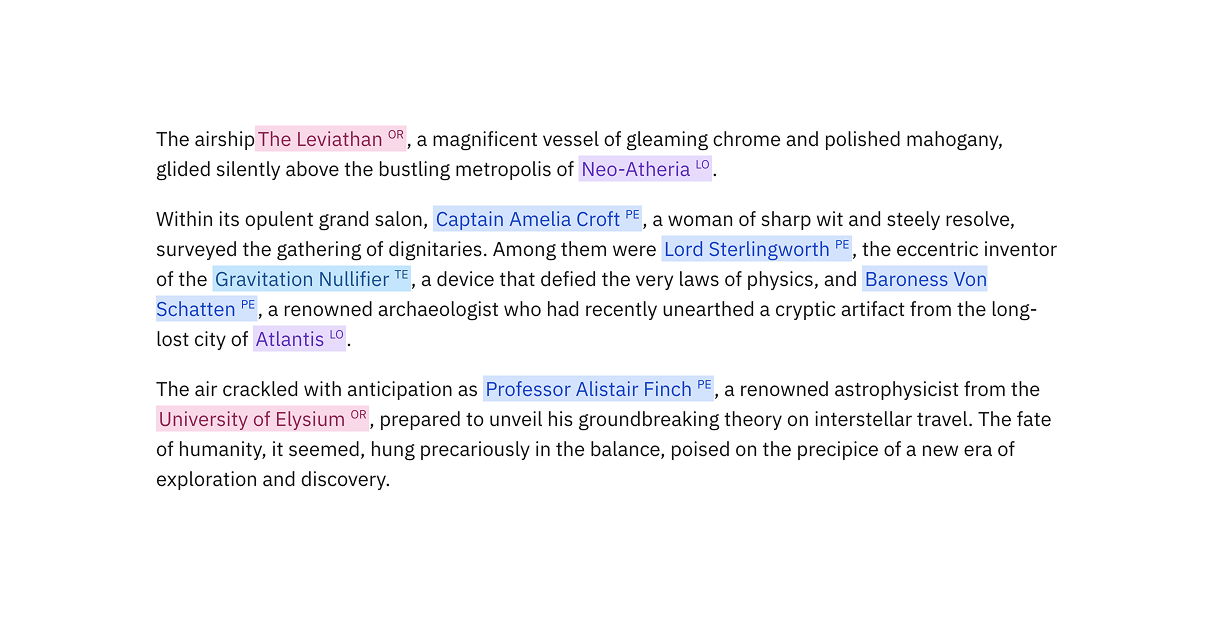 The airship The Leviathan OR, a magnificent vessel of gleaming chrome and polished mahogany,
glided silently above the bustling metropolis of Neo-Atheria LO.
Within its opulent grand salon, Captain Amelia Croft PE, a woman of sharp wit and steely resolve,
surveyed the gathering of dignitaries. Among them were Lord Sterlingworth PE, the eccentric inventor
of the Gravitation Nullifier TE, a device that defied the very laws of physics, and Baroness Von
Schatten PE, a renowned archaeologist who had recently unearthed a cryptic artifact from the long-
lost city of Atlantis LO.
The air crackled with anticipation as Professor Alistair Finch PE, a renowned astrophysicist from the
University of Elysium OR, prepared to unveil his groundbreaking theory on interstellar travel. The fate
of humanity, it seemed, hung precariously in the balance, poised on the precipice of a new era of
exploration and discovery.